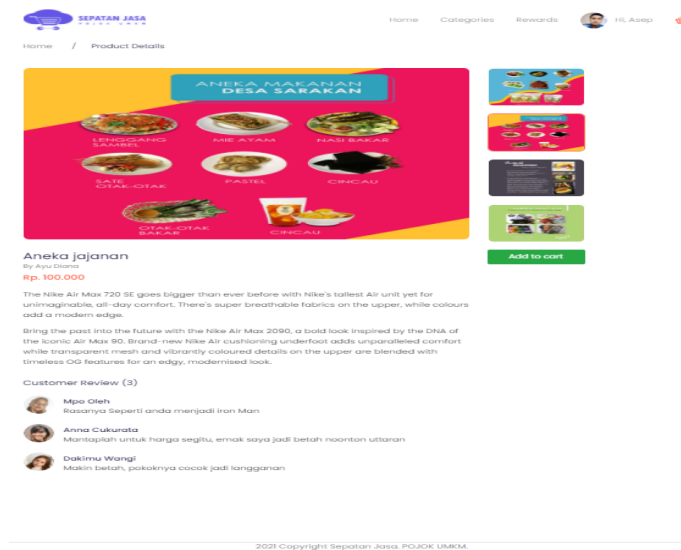 SEPATAN JASA
POJOK UMKM
Home Categories Rewards Hi, Asep
Home / Product Details
ANEKA MAKANAN
DESA SARAKAN
LENGGANG
SAMBEL
MIE AYAM
NASI BAKAR
SATE
OTAK-OTAK
PASTEL
CINCAU
OTAK-OTAK
BAKAR
CINCAU
Add to cart
Aneka jajanan
By Ayu Diana
Rp. 100.000
The Nike Air Max 720 SE goes bigger than ever before with Nike's tallest Air unit yet for
unimaginable, all-day comfort. There's super breathable fabrics on the upper, while colours
add a modern edge.
Bring the past into the future with the Nike Air Max 2090, a bold look inspired by the DNA of
the iconic Air Max 90. Brand-new Nike Air cushioning underfoot adds unparalleled comfort
while transparent mesh and vibrantly coloured details on the upper are blended with
timeless OG features for an edgy, modernised look.
Customer Review (3)
Mpo Oleh
Rasanya Seperti anda menjadi iron Man
Anna Cukurata
Mantaplah untuk harga segitu, emak saya jadi betah noonton uttaran
Dakimu Wangi
Makin betah, pokoknya cocok jadi langganan
2021 Copyright Sepatan Jasa. POJOK UMKM.